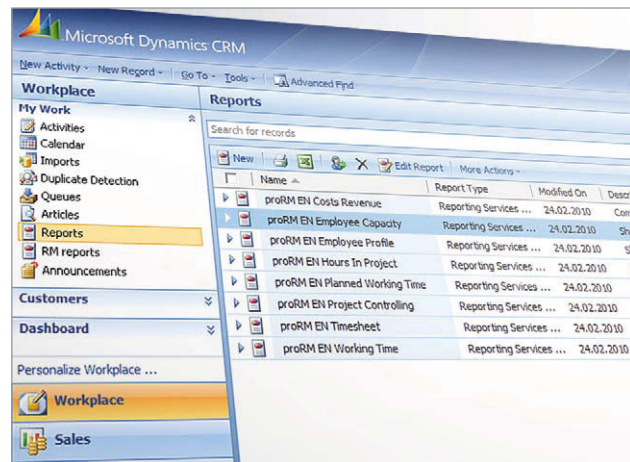 Microsoft Dynamics CRM
New Activity New Record Go To Tools Advanced Find
Workplace
My Work
Activities
Calendar
Imports
Duplicate Detection
Queues
Articles
Reports
RM reports
Announcements
Customers
Dashboard
Personalize Workplace ...
Workplace
Sales
Reports
Search for records
New Edit Report More Actions
Name Report Type Modified On
proRM EN Costs Revenue Reporting Services ... 24.02.2010
proRM EN Employee Capacity Reporting Services ... 24.02.2010
proRM EN Employee Profile Reporting Services ... 24.02.2010
proRM EN Hours In Project Reporting Services ... 24.02.2010
proRM EN Planned Working Time Reporting Services ... 24.02.2010
proRM EN Project Controlling Reporting Services ... 24.02.2010
proRM EN Timesheet Reporting Services ... 24.02.2010
proRM EN Working Time Reporting Services ... 24.02.2010